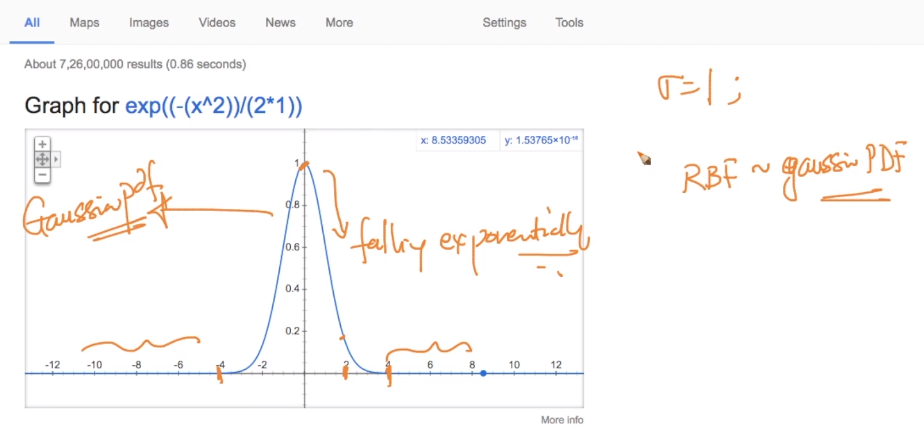 All Maps Images Videos News More Settings Tools
About 7,26,00,000 results (0.86 seconds)
Graph for exp((-(x^2))/(2*1))
x: 8.53359305 y: 1.53765×10⁻¹⁶
σ=1;
RBF ~ gaussian PDF
Gaussian pdf
falling exponentially
1
0.8
0.6
0.4
0.2
-12 -10 -8 -6 -4 -2 2 4 6 8 10 12
More info